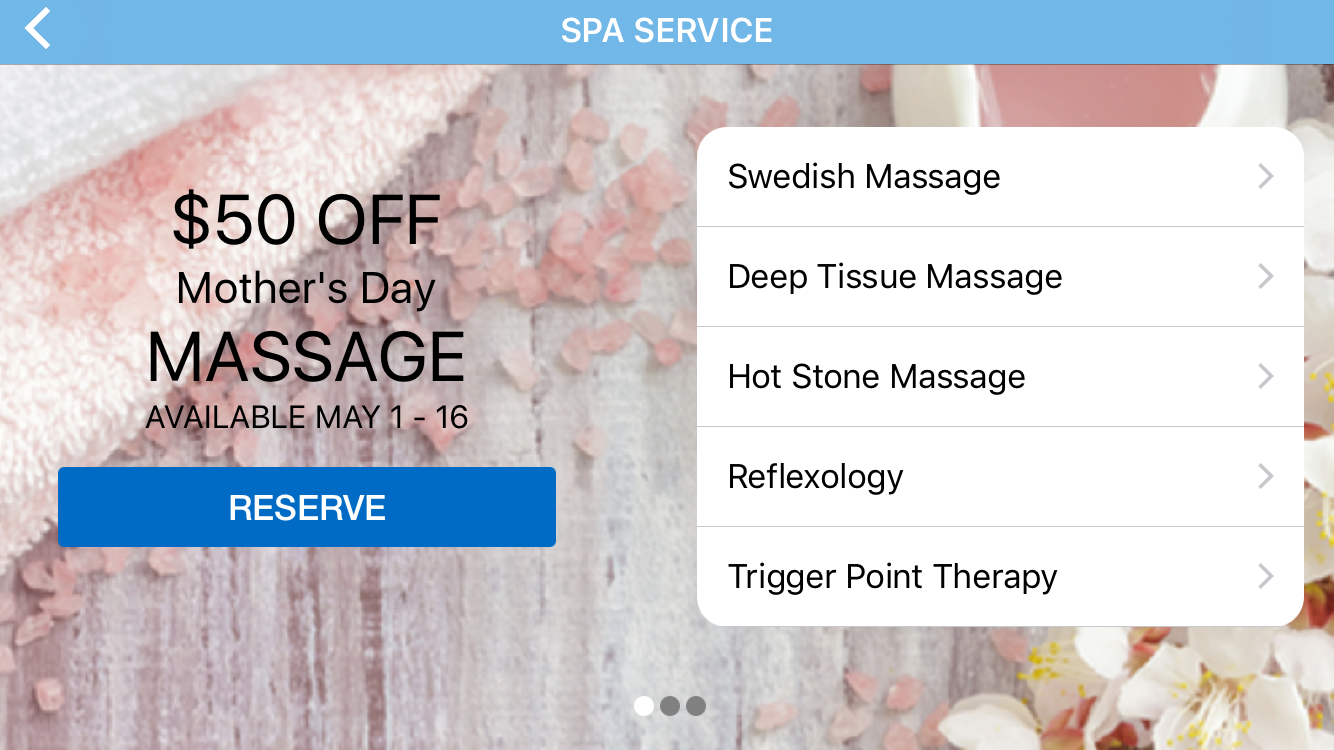 SPA SERVICE
$50 OFF
Mother's Day
MASSAGE
AVAILABLE MAY 1 - 16
RESERVE
Swedish Massage
Deep Tissue Massage
Hot Stone Massage
Reflexology
Trigger Point Therapy